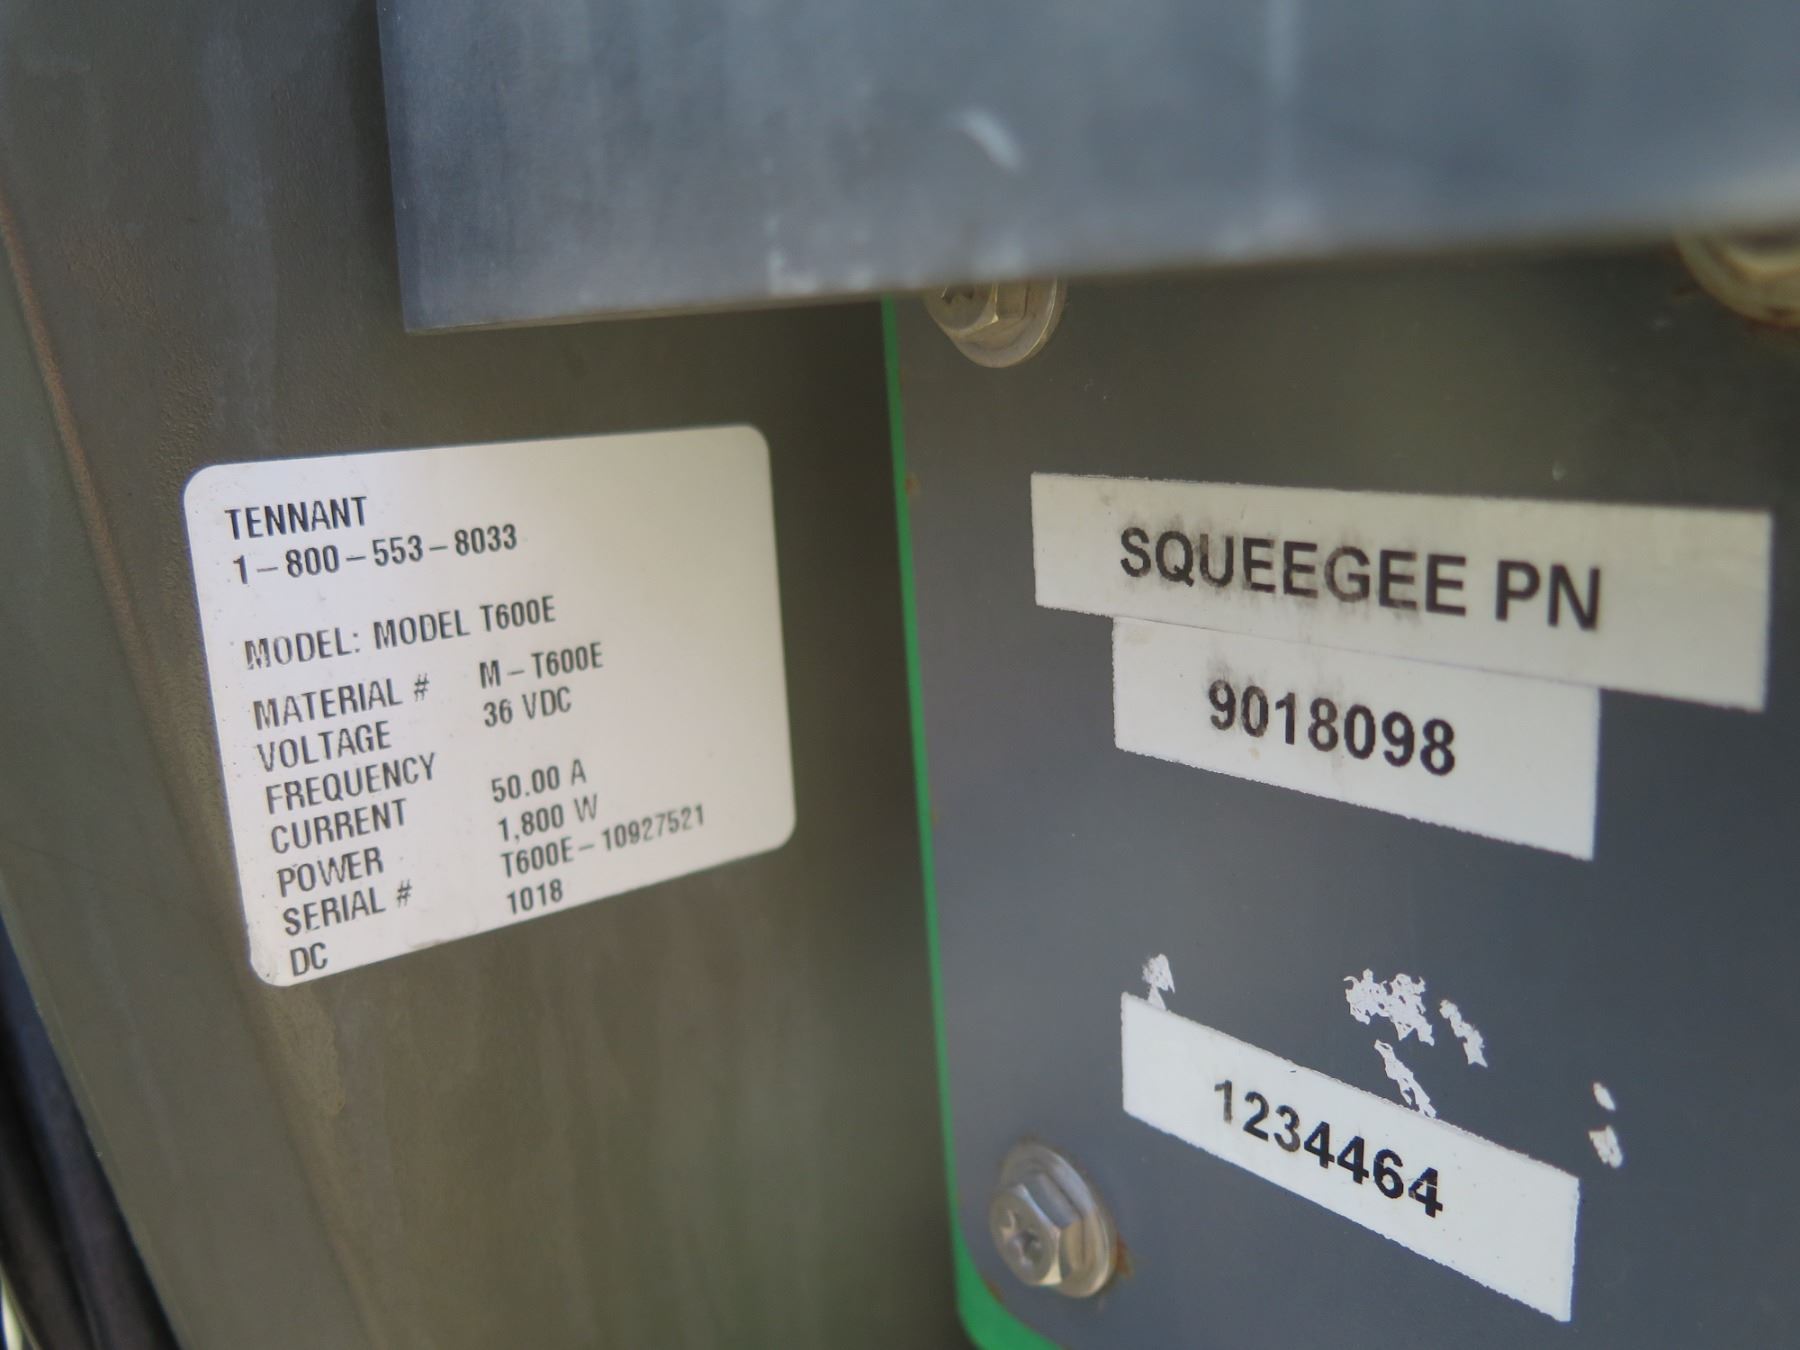 TENNANT
1-800-553-8033
MODEL: MODEL T600E
MATERIAL # M-T600E
VOLTAGE 36 VDC
FREQUENCY
CURRENT 50.00 A
POWER 1,800 W
SERIAL # T600E-10927521
DC 1018
SQUEEGEE PN
9018098
1234464